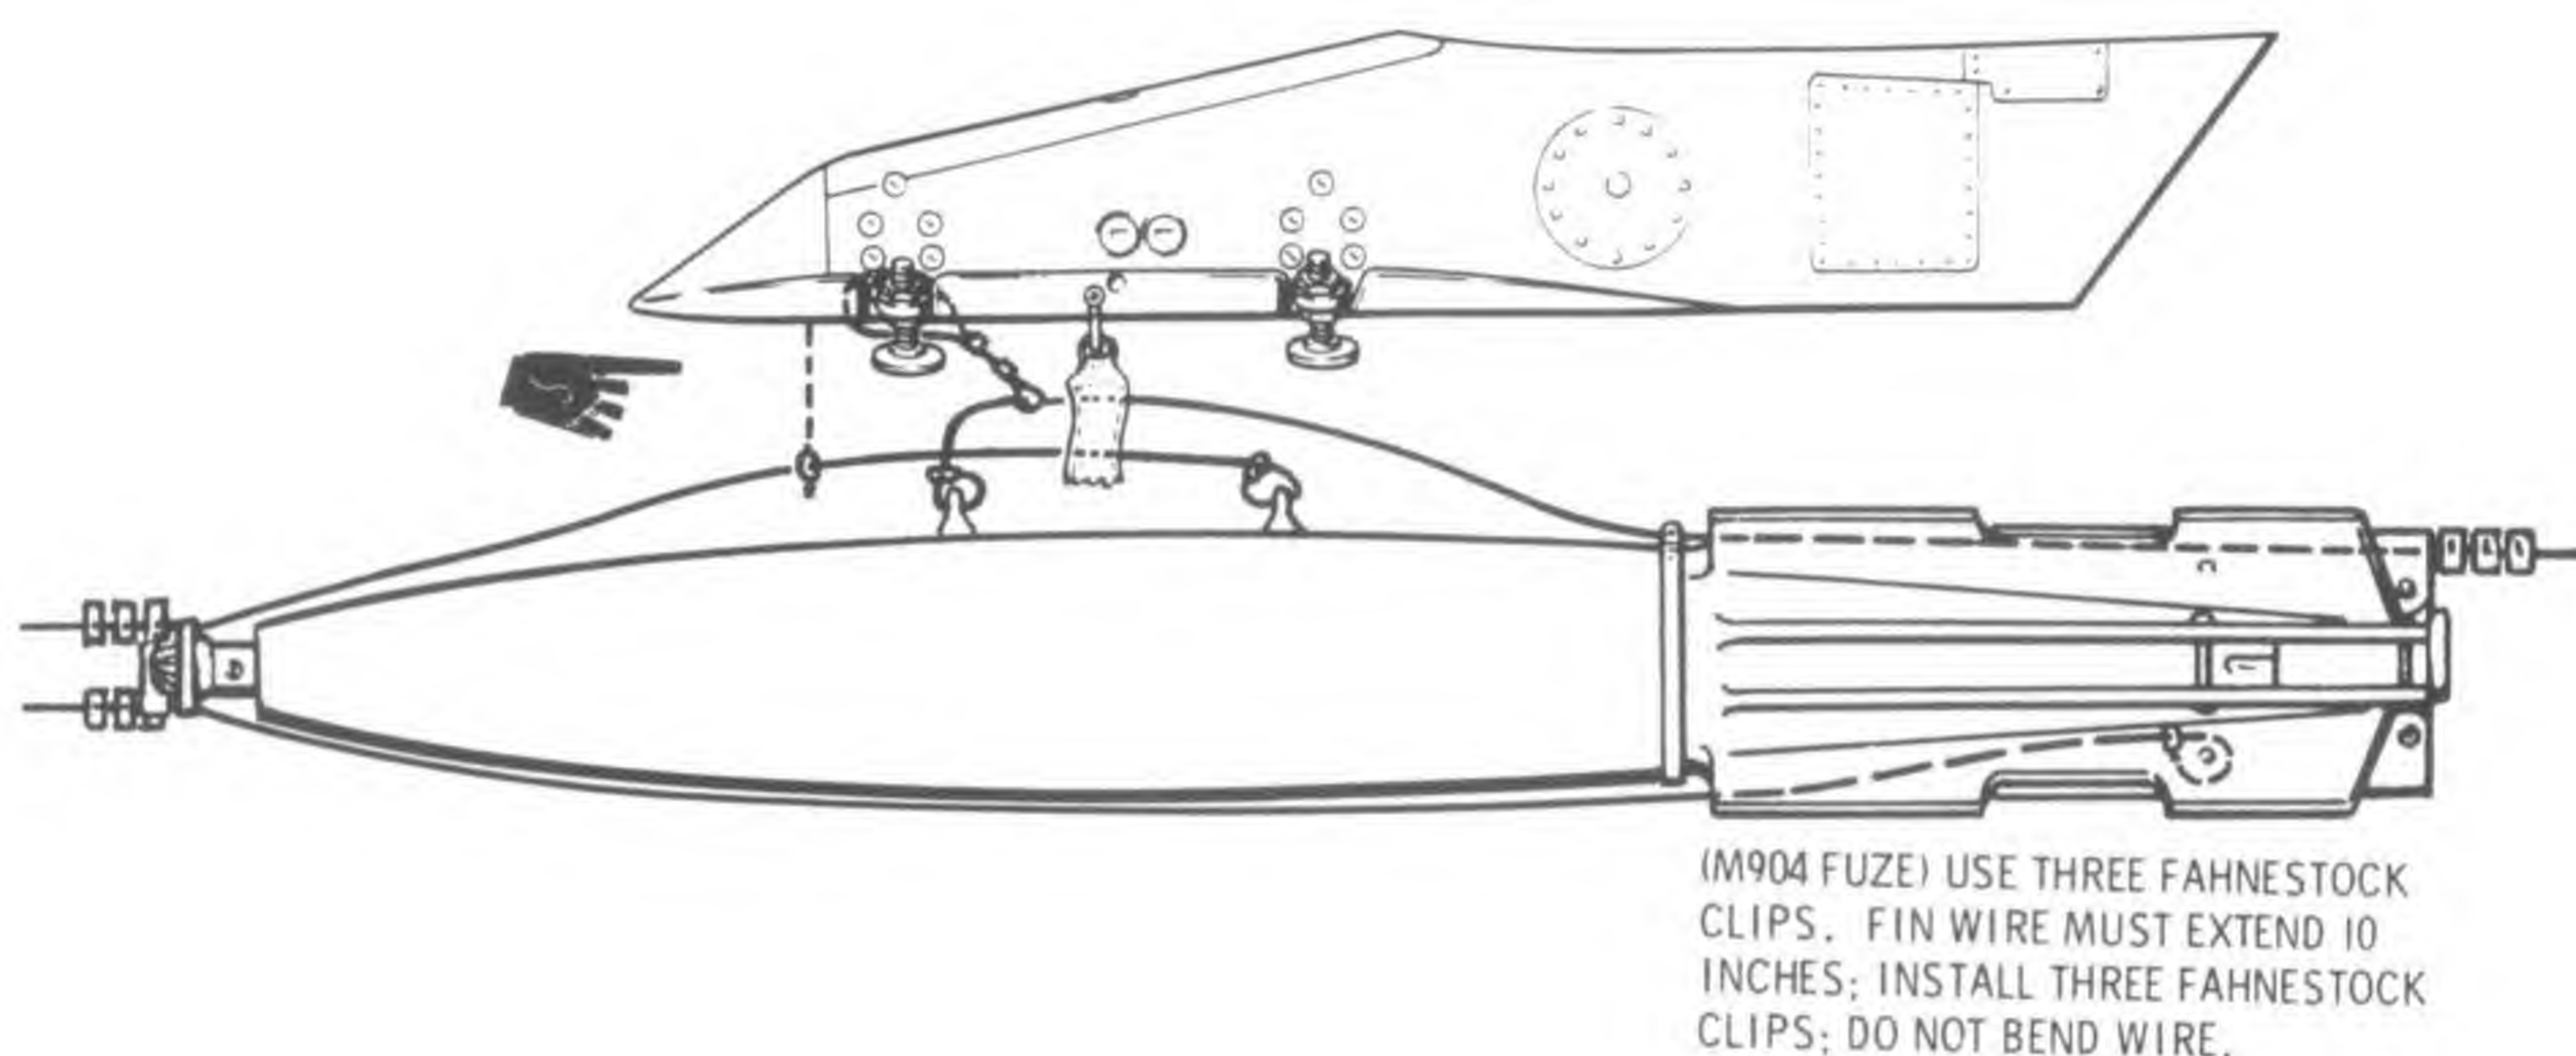 (M904 FUZE) USE THREE FAHNESTOCK
CLIPS. FIN WIRE MUST EXTEND 10
INCHES; INSTALL THREE FAHNESTOCK
CLIPS; DO NOT BEND WIRE.